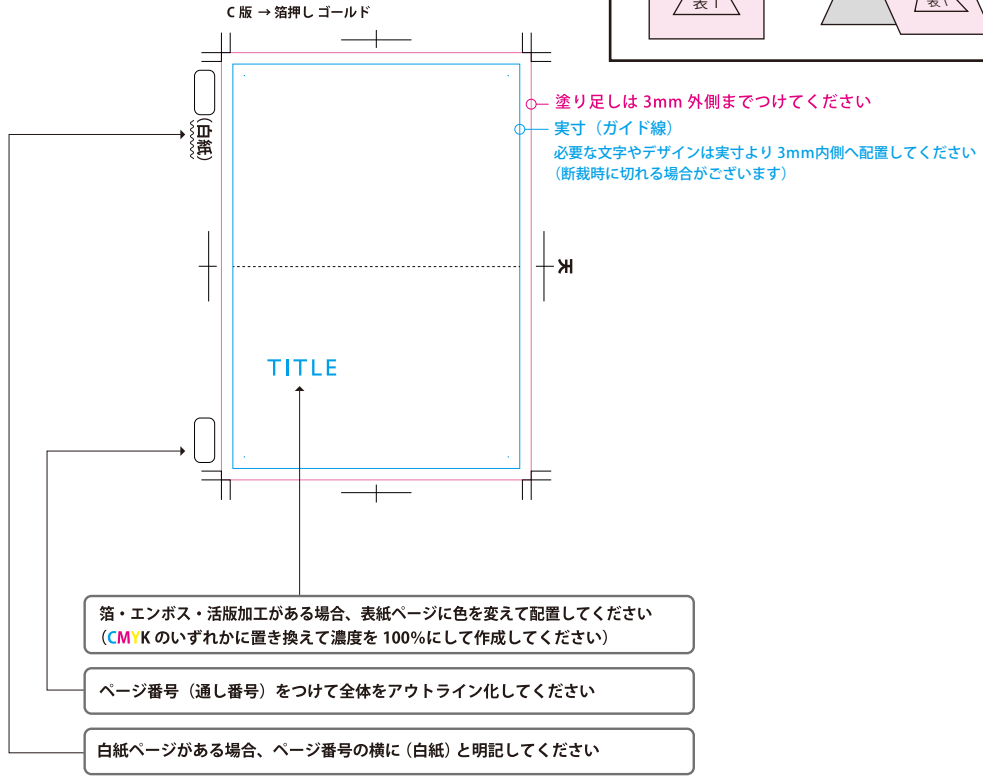 C 版 → 箔押し ゴールド
表 1
表 1
塗り足しは 3mm 外側までつけてください
実寸（ガイド線）
必要な文字やデザインは実寸より 3mm内側へ配置してください
（断裁時に切れる場合がございます）
(白紙)
天
TITLE
箔・エンボス・活版加工がある場合、表紙ページに色を変えて配置してください
（CMYK のいずれかに置き換えて濃度を 100%にして作成してください）
ページ番号（通し番号）をつけて全体をアウトライン化してください
白紙ページがある場合、ページ番号の横に (白紙) と明記してください